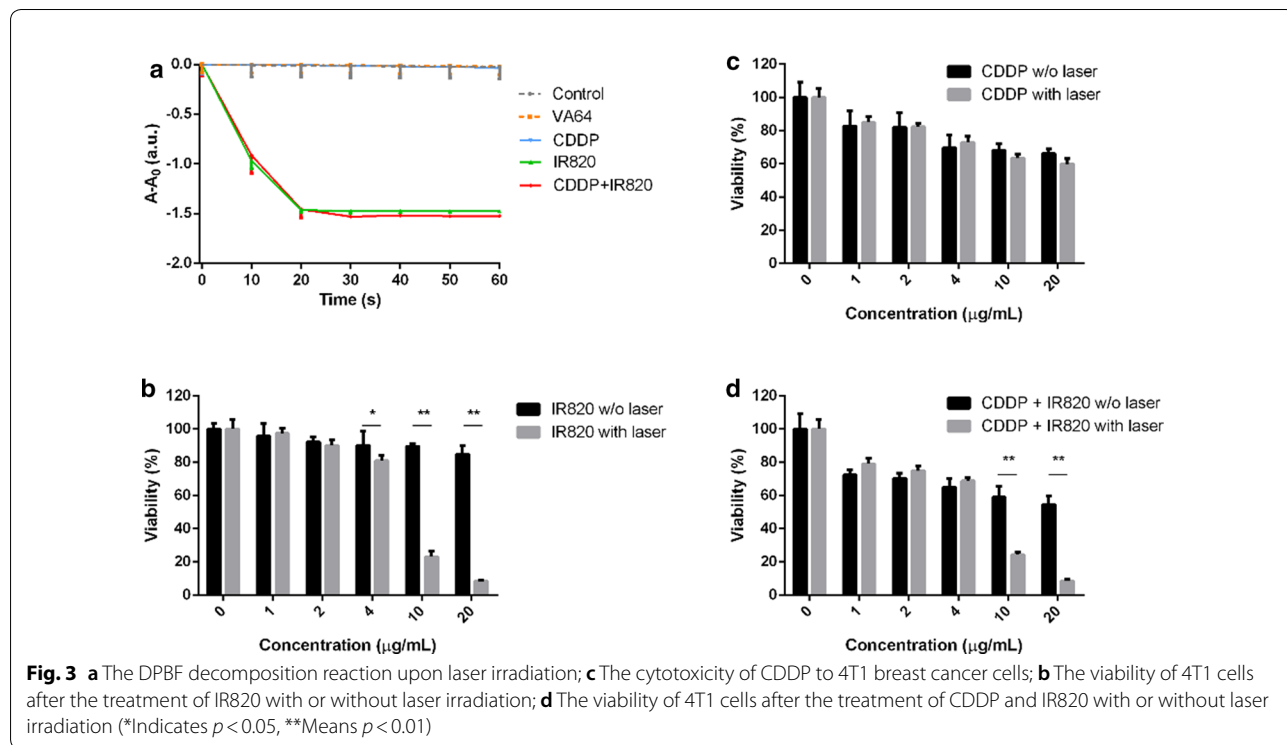 a
0.0
-0.5
-1.0
-1.5
-2.0
A-A0 (a.u.)
0
10
20
30
40
50
60
Time (s)
Control
VA64
CDDP
IR820
CDDP+IR820
c
CDDP w/o laser
CDDP with laser
120
100
80
60
40
20
0
Viability (%)
0
1
2
4
10
20
Concentration (μg/mL)
b
IR820 w/o laser
IR820 with laser
120
100
80
60
40
20
0
Viability (%)
* ** **
0
1
2
4
10
20
Concentration (μg/mL)
d
CDDP + IR820 w/o laser
CDDP + IR820 with laser
120
100
80
60
40
20
0
Viability (%)
** **
0
1
2
4
10
20
Concentration (μg/mL)
Fig. 3 a The DPBF decomposition reaction upon laser irradiation; c The cytotoxicity of CDDP to 4T1 breast cancer cells; b The viability of 4T1 cells
after the treatment of IR820 with or without laser irradiation; d The viability of 4T1 cells after the treatment of CDDP and IR820 with or without laser
irradiation (*Indicates p < 0.05, **Means p < 0.01)